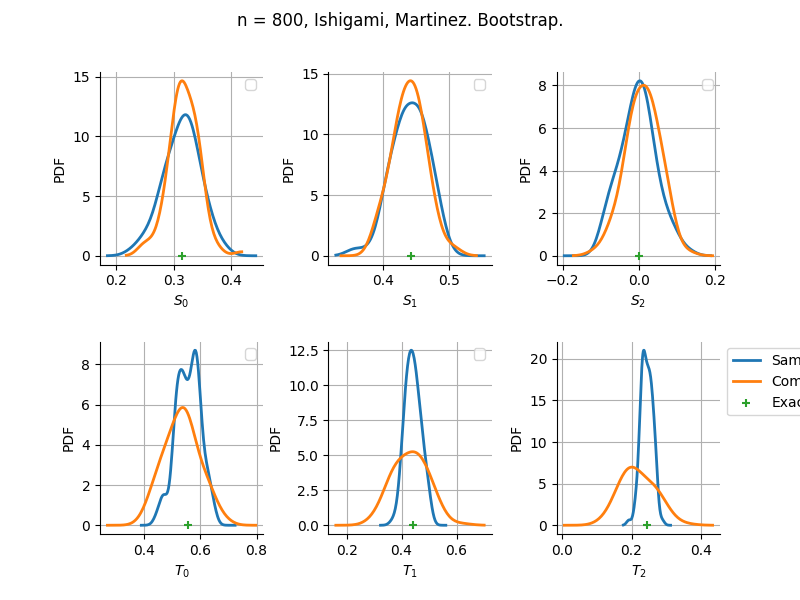 n = 800, Ishigami, Martinez. Bootstrap.
15
10
5
0
PDF
0.2 0.3 0.4
S0
15
10
5
0
PDF
0.4 0.5
S1
8
6
4
2
0
PDF
−0.2 0.0 0.2
S2
8
6
4
2
0
PDF
0.4 0.6 0.8
T0
12.5
10.0
7.5
5.0
2.5
0.0
PDF
0.2 0.4 0.6
T1
20
15
10
5
0
PDF
0.0 0.2 0.4
T2
Sam
Com
Exac